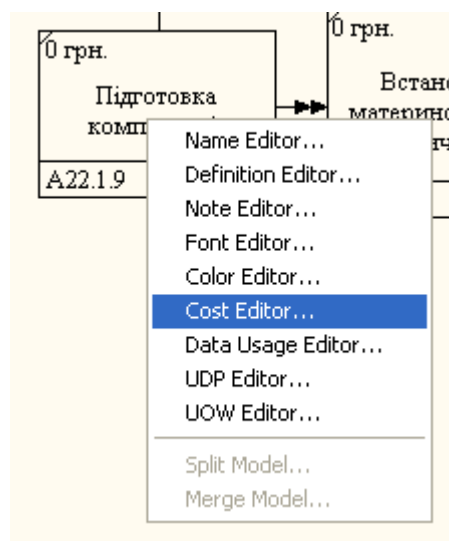 0 грн.
Підготовка
A22.1.9
0 грн.
Name Editor...
Definition Editor...
Note Editor...
Font Editor...
Color Editor...
Cost Editor...
Data Usage Editor...
UDP Editor...
UOW Editor...
Split Model...
Merge Model...